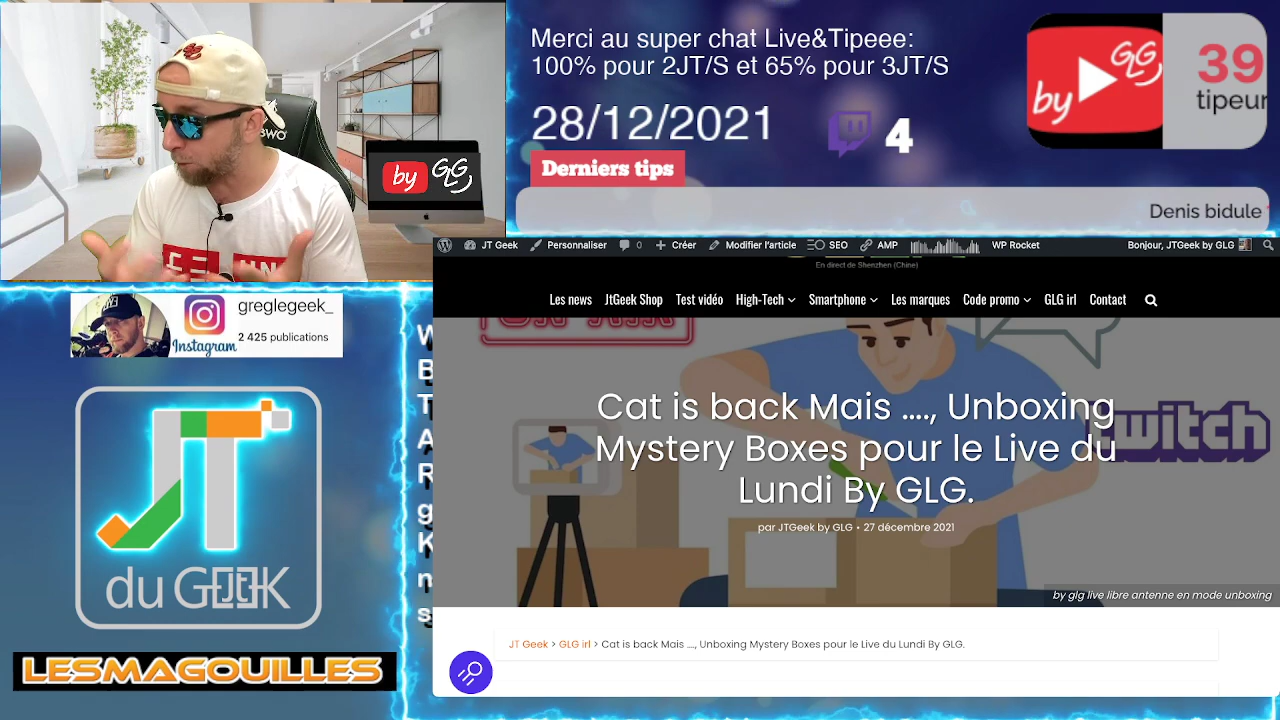 Merci au super chat Live&Tipeee:
100% pour 2JT/S et 65% pour 3JT/S
28/12/2021
4
Derniers tips
Denis bidule
by GLG
39
tipeur
by GLG
greglegeek_
2 425 publications
Instagram
JT
du GEEK
LESMAGOUILLES
W
B
T
A
R
g
K
n
s
JT Geek Personnaliser 0 Créer Modifier l'article SEO AMP WP Rocket Bonjour, JTGeek by GLG
En direct de Shenzhen (Chine)
Les news JtGeek Shop Test vidéo High-Tech Smartphone Les marques Code promo GLG irl Contact
ON AIR
twitch
Cat is back Mais ...., Unboxing
Mystery Boxes pour le Live du
Lundi By GLG.
par JTGeek by GLG • 27 décembre 2021
by glg live libre antenne en mode unboxing
JT Geek > GLG irl > Cat is back Mais ...., Unboxing Mystery Boxes pour le Live du Lundi By GLG.